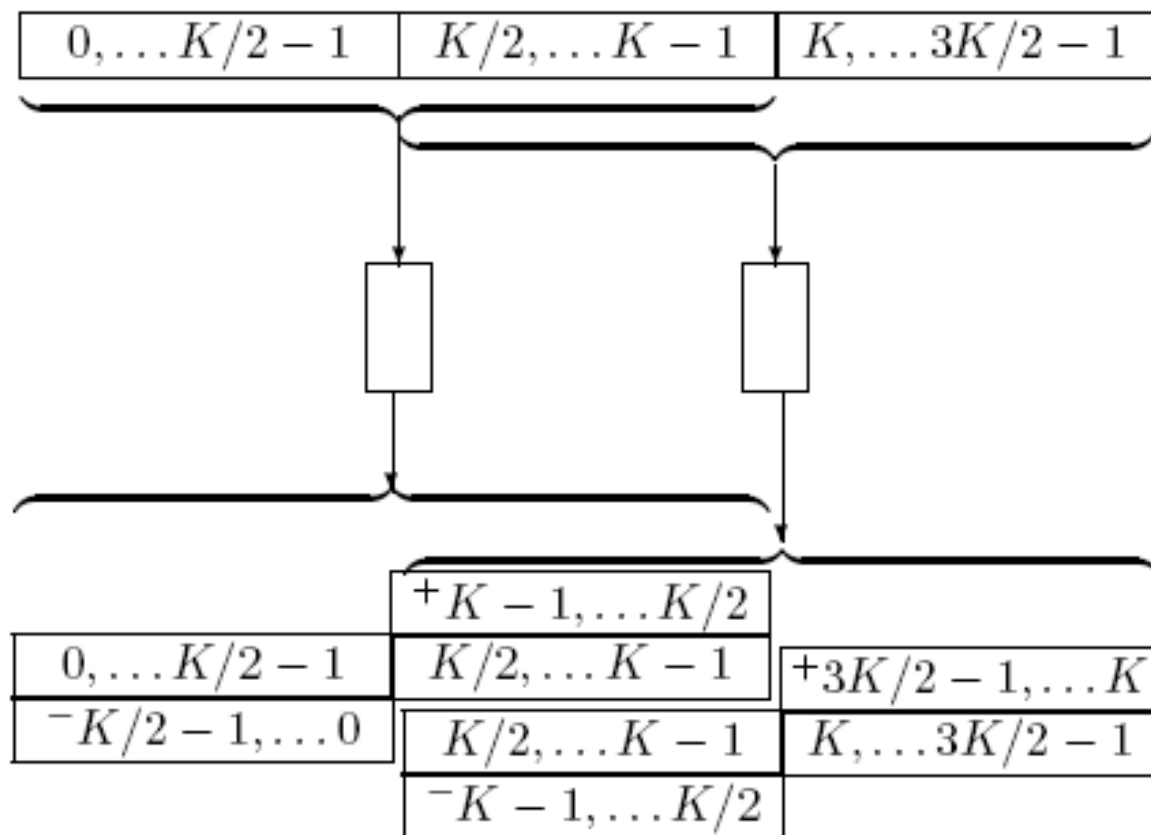 0, … K/2 − 1 K/2, … K − 1 K, … 3K/2 − 1
+K − 1, … K/2
0, … K/2 − 1 K/2, … K − 1 +3K/2 − 1, … K
−K/2 − 1, … 0 K/2, … K − 1 K, … 3K/2 − 1
−K − 1, … K/2